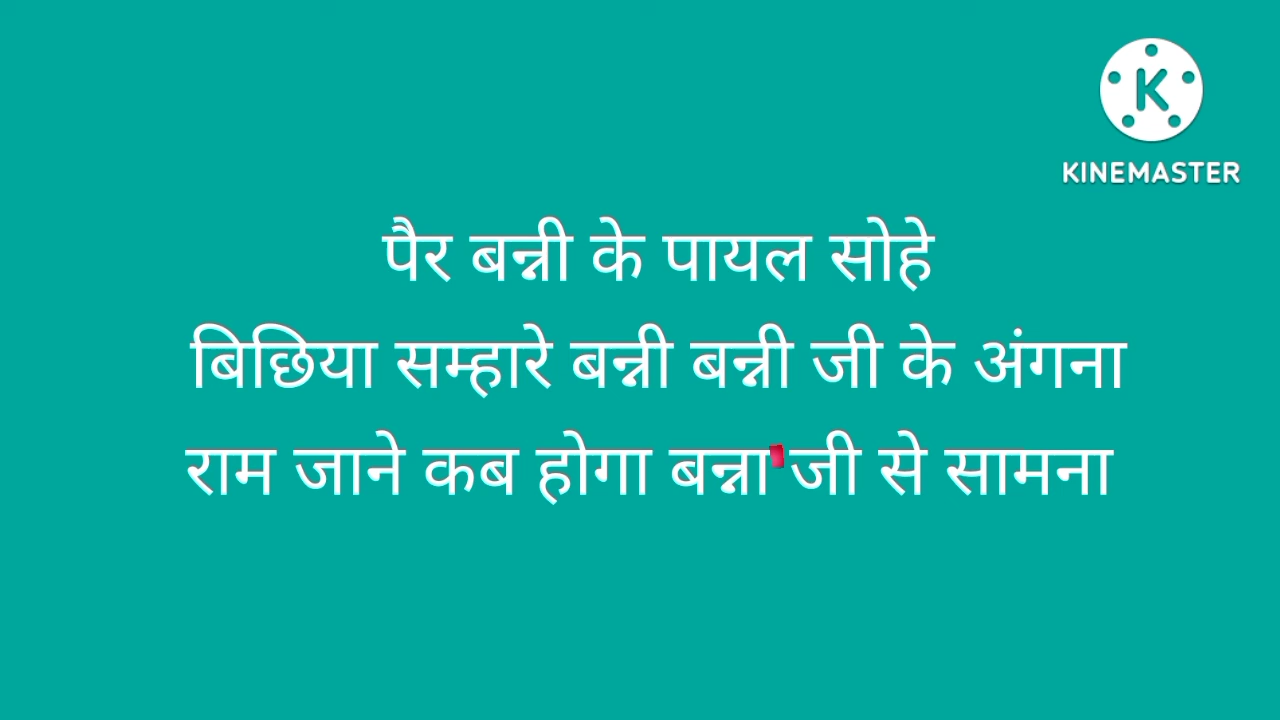 KINEMASTER
पैर बन्नी के पायल सोहे
बिछिया सम्हारे बन्नी बन्नी जी के अंगना
राम जाने कब होगा बन्ना जी से सामना